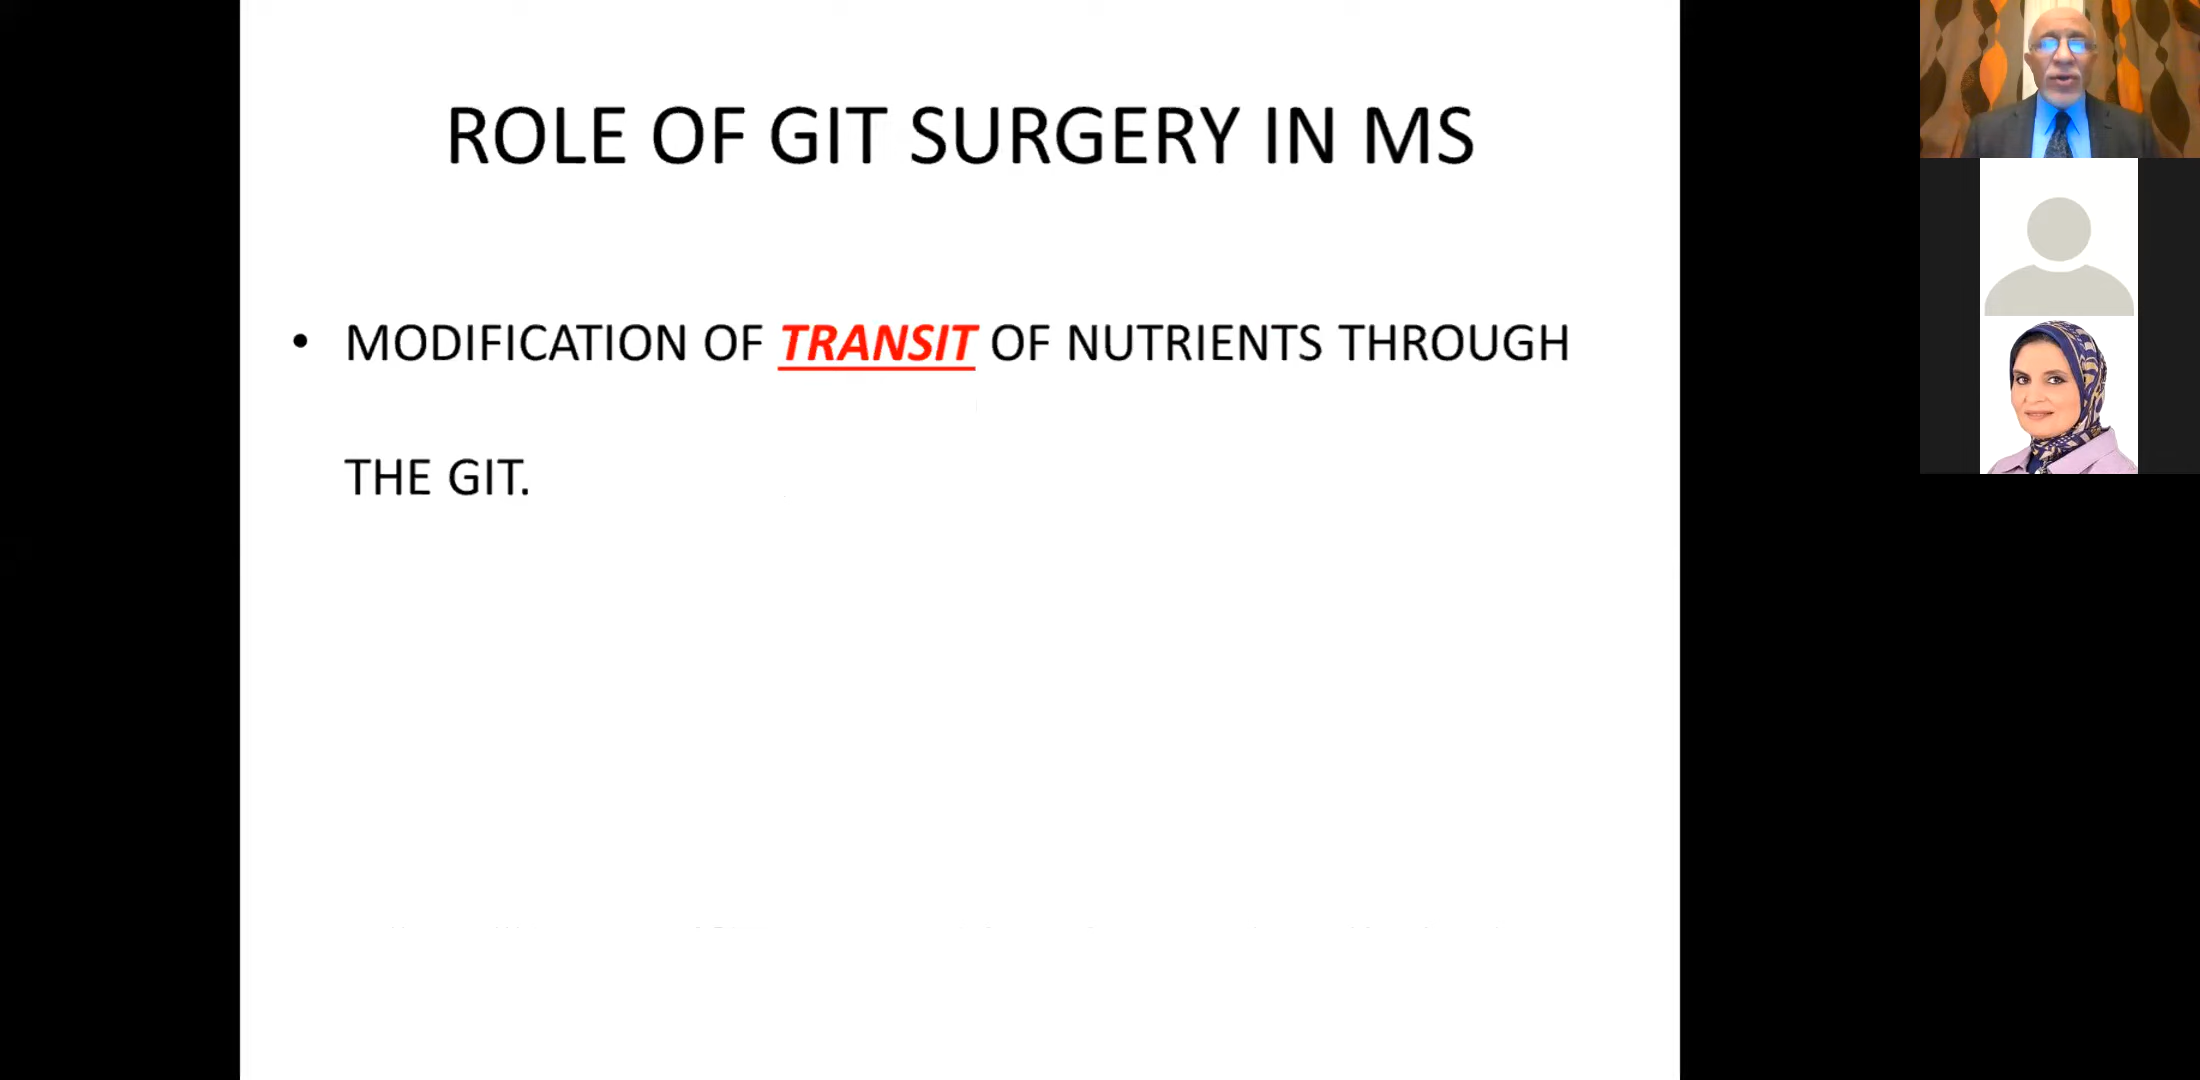 ROLE OF GIT SURGERY IN MS
• MODIFICATION OF TRANSIT OF NUTRIENTS THROUGH
THE GIT.